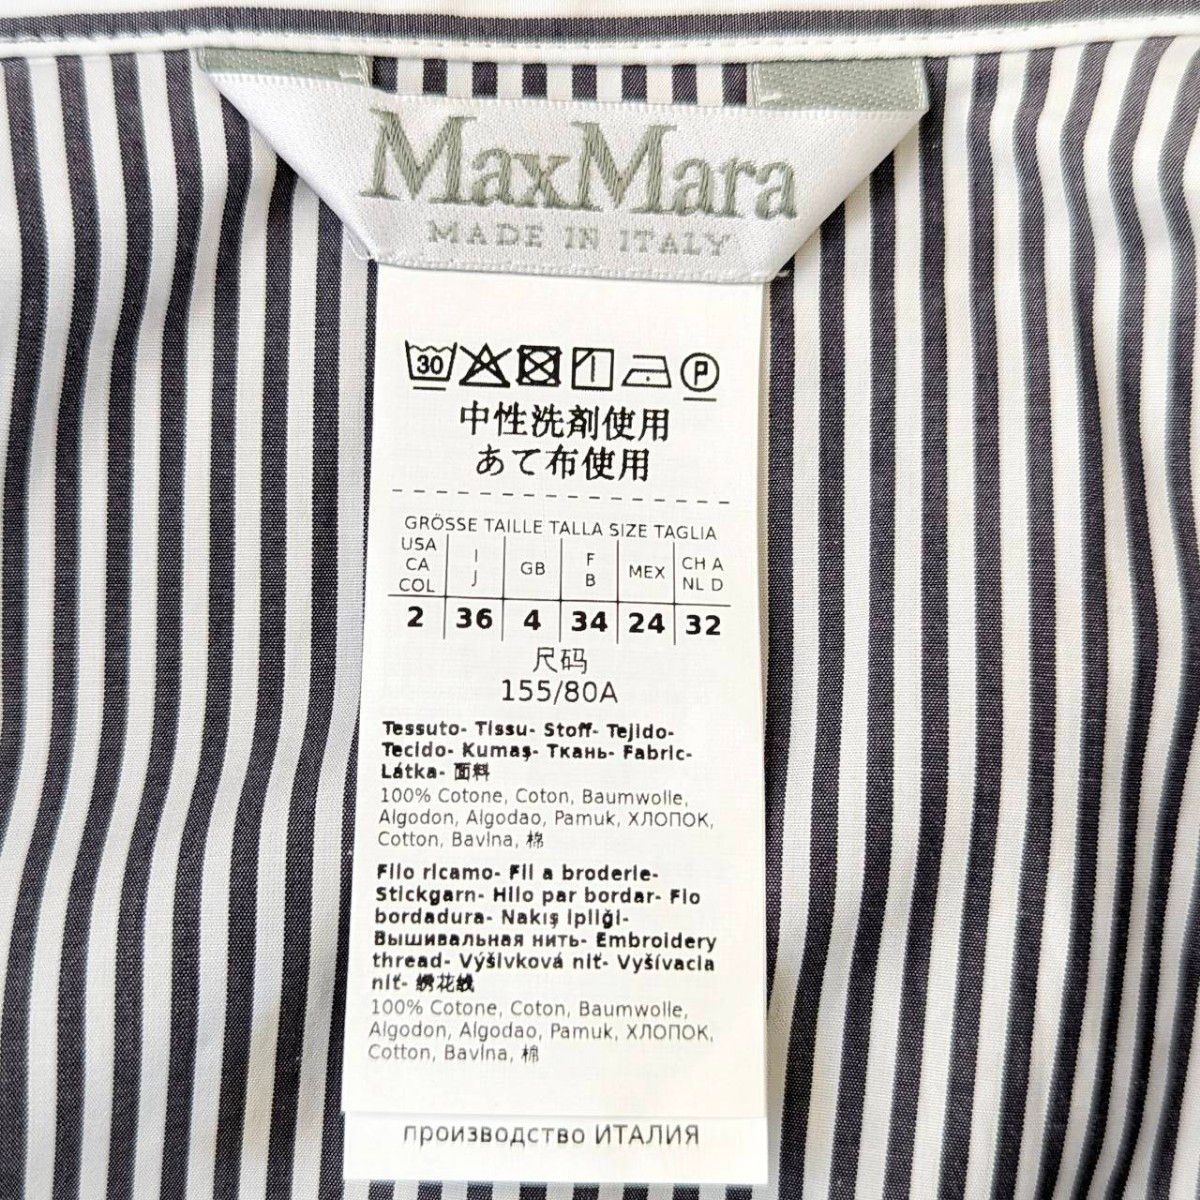 MaxMara
MADE IN ITALY
30 P
中性洗剤使用
あて布使用
GRÖSSE TAILLE TALLA SIZE TAGLIA
USA CA COL I J GB F B MEX CH A NL D
2 36 4 34 24 32
尺码
155/80A
Tessuto- Tissu- Stoff- Tejido-
Tecido- Kumaş- Ткань- Fabric-
Látka- 面料
100% Cotone, Coton, Baumwolle,
Algodon, Algodao, Pamuk, ХЛОПОК,
Cotton, Bavlna, 棉
Filo ricamo- Fil a broderie-
Stickgarn- Hilo par bordar- Fio
bordadura- Nakış ipliği-
Вышивальная нить- Embroidery
thread- Výšivková niť- Vyšívacia
niť- 绣花线
100% Cotone, Coton, Baumwolle,
Algodon, Algodao, Pamuk, ХЛОПОК,
Cotton, Bavlna, 棉
производство ИТАЛИЯ